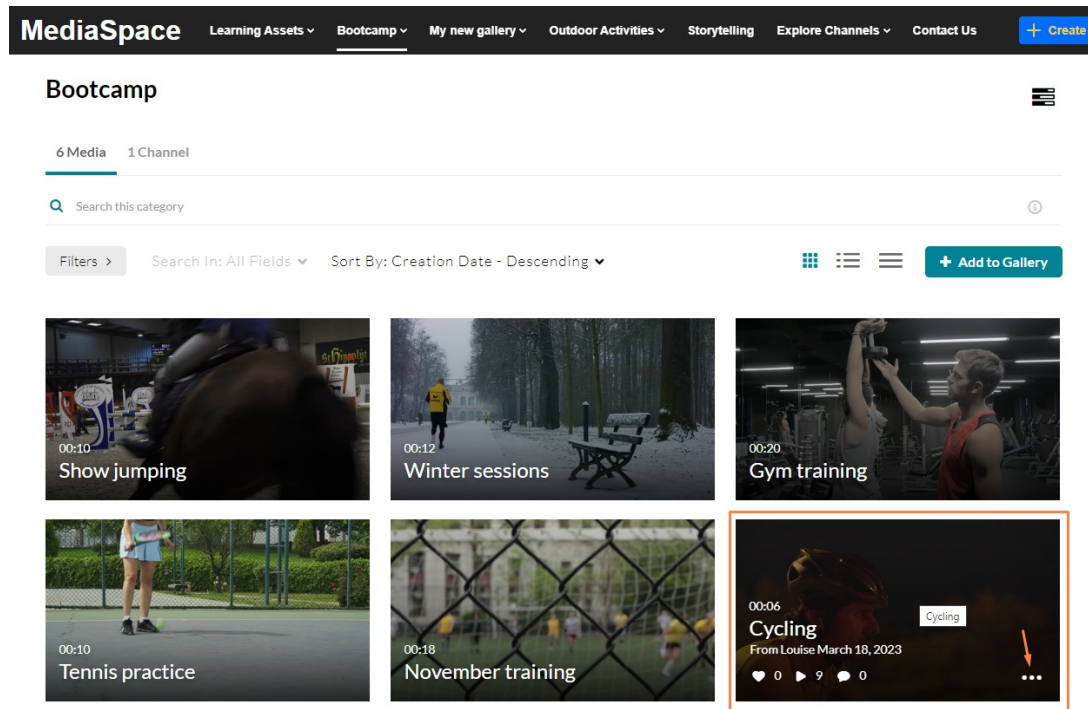 MediaSpace Learning Assets Bootcamp My new gallery Outdoor Activities Storytelling Explore Channels Contact Us + Create
Bootcamp
6 Media 1 Channel
Search this category
Filters > Search In: All Fields Sort By: Creation Date - Descending + Add to Gallery
St.Hippolyt
00:10
Show jumping
00:12
Winter sessions
00:20
Gym training
00:10
Tennis practice
00:18
November training
00:06
Cycling
From Louise March 18, 2023
0 9 0
Cycling